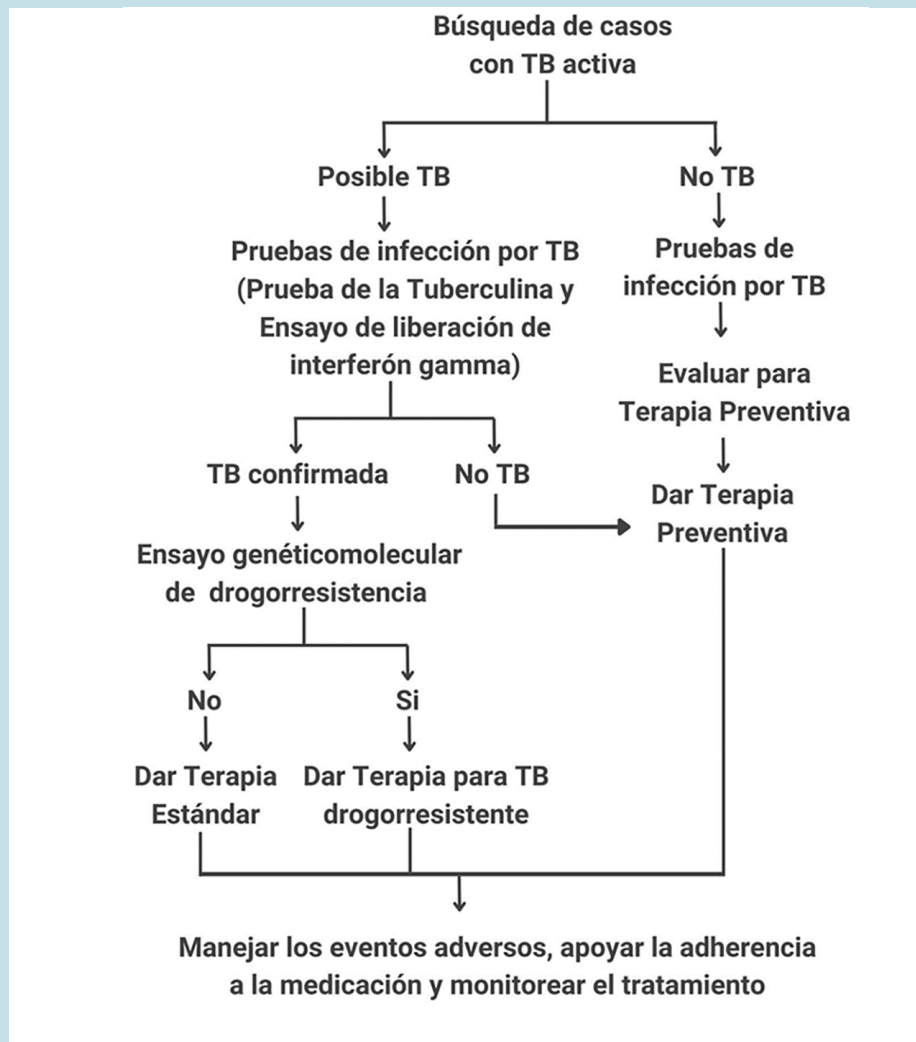 Búsqueda de casos
con TB activa
Posible TB
No TB
Pruebas de infección por TB
(Prueba de la Tuberculina y
Ensayo de liberación de
interferón gamma)
Pruebas de
infección por TB
Evaluar para
Terapia Preventiva
TB confirmada
No TB
Dar Terapia
Preventiva
Ensayo genéticomolecular
de drogorresistencia
No
Si
Dar Terapia
Estándar
Dar Terapia para TB
drogorresistente
Manejar los eventos adversos, apoyar la adherencia
a la medicación y monitorear el tratamiento